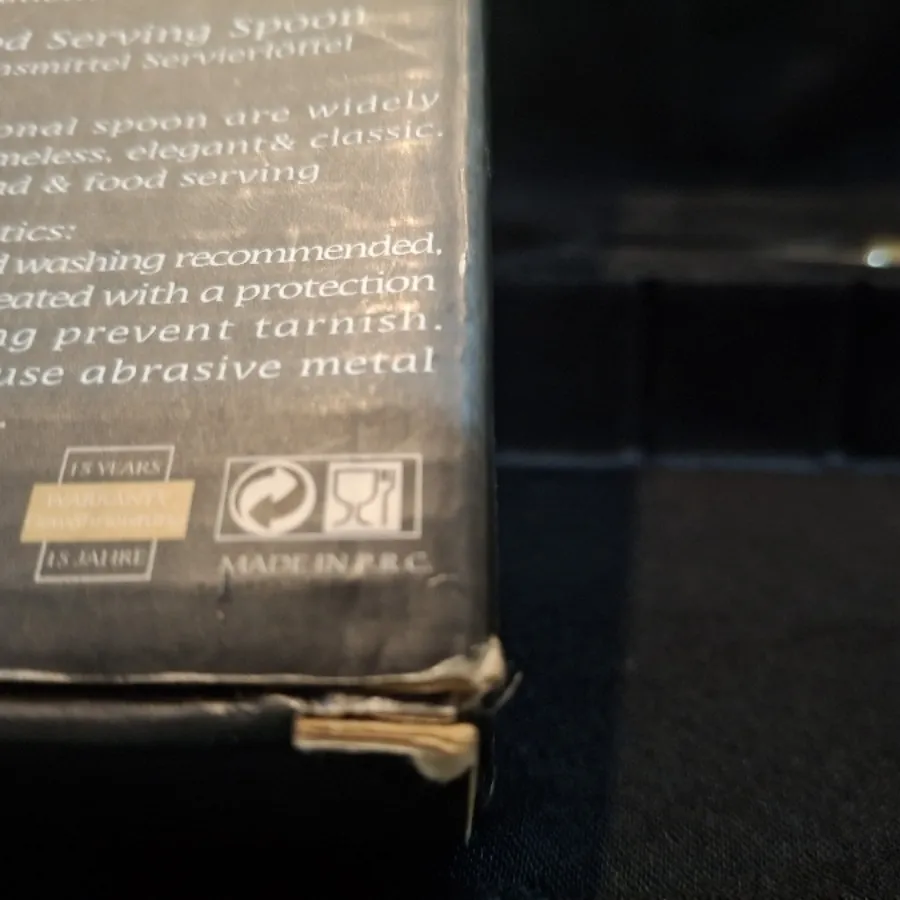 od Serving Spoon
nsmittel Servierlöffel
onal spoon are widely
meless, elegant& classic.
ad & food serving
tics:
d washing recommended,
eated with a protection
ng prevent tarnish.
use abrasive metal
15 YEARS
WARRANTY
15 JAHRE
MADE IN P.R.C.